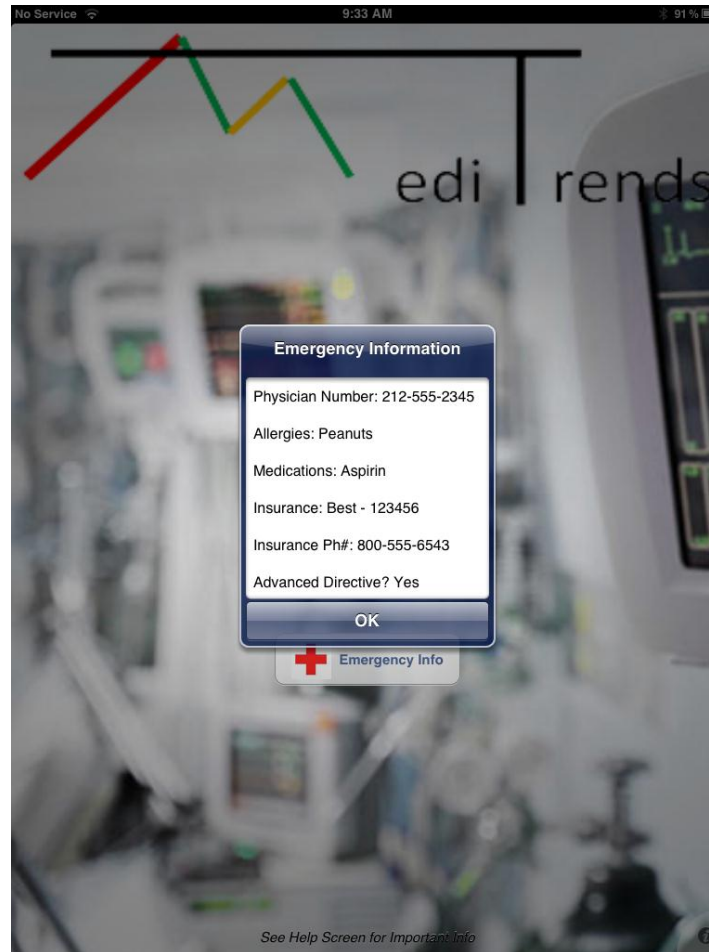 No Service 9:33 AM 91%
edi Trends
Emergency Information
Physician Number: 212-555-2345
Allergies: Peanuts
Medications: Aspirin
Insurance: Best - 123456
Insurance Ph#: 800-555-6543
Advanced Directive? Yes
OK
Emergency Info
See Help Screen for Important Info